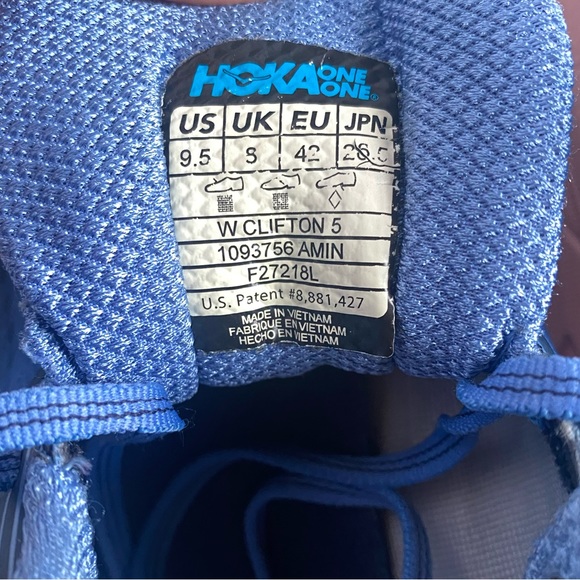 HOKA ONE ONE®
US UK EU JPN
9.5 8 42 26.5
W CLIFTON 5
1093756 AMIN
F27218L
U.S. Patent #8,881,427
MADE IN VIETNAM
FABRIQUE EN VIETNAM
HECHO EN VIETNAM